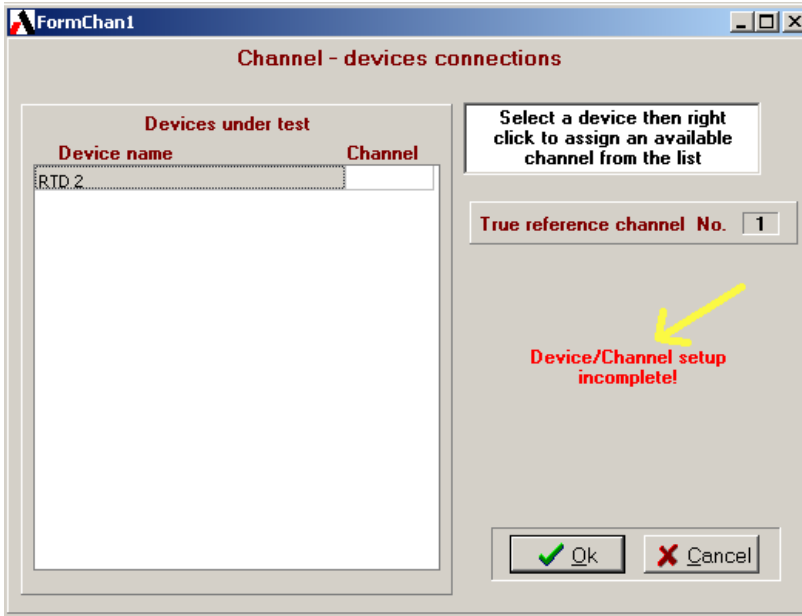 FormChan1
Channel - devices connections
Devices under test
Device name Channel
RTD 2
Select a device then right
click to assign an available
channel from the list
True reference channel No. 1
Device/Channel setup
incomplete!
Ok Cancel